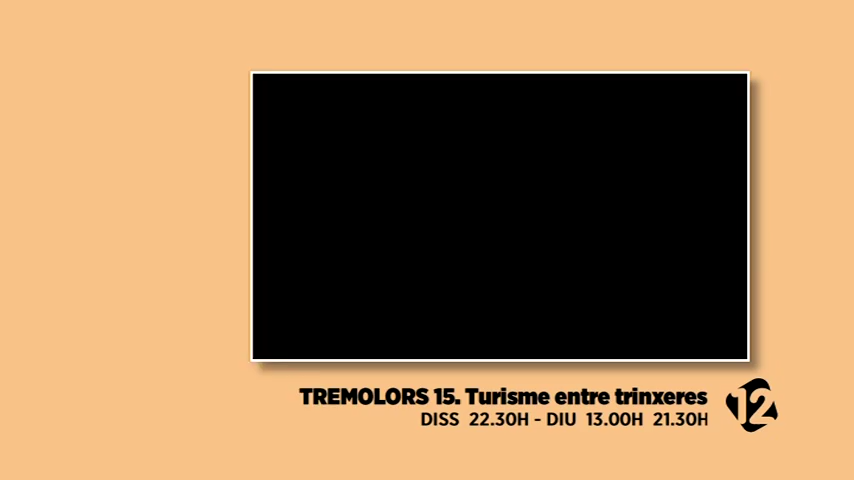 TREMOLORS 15. Turisme entre trinxeres
DISS 22.30H - DIU 13.00H 21.30H
12